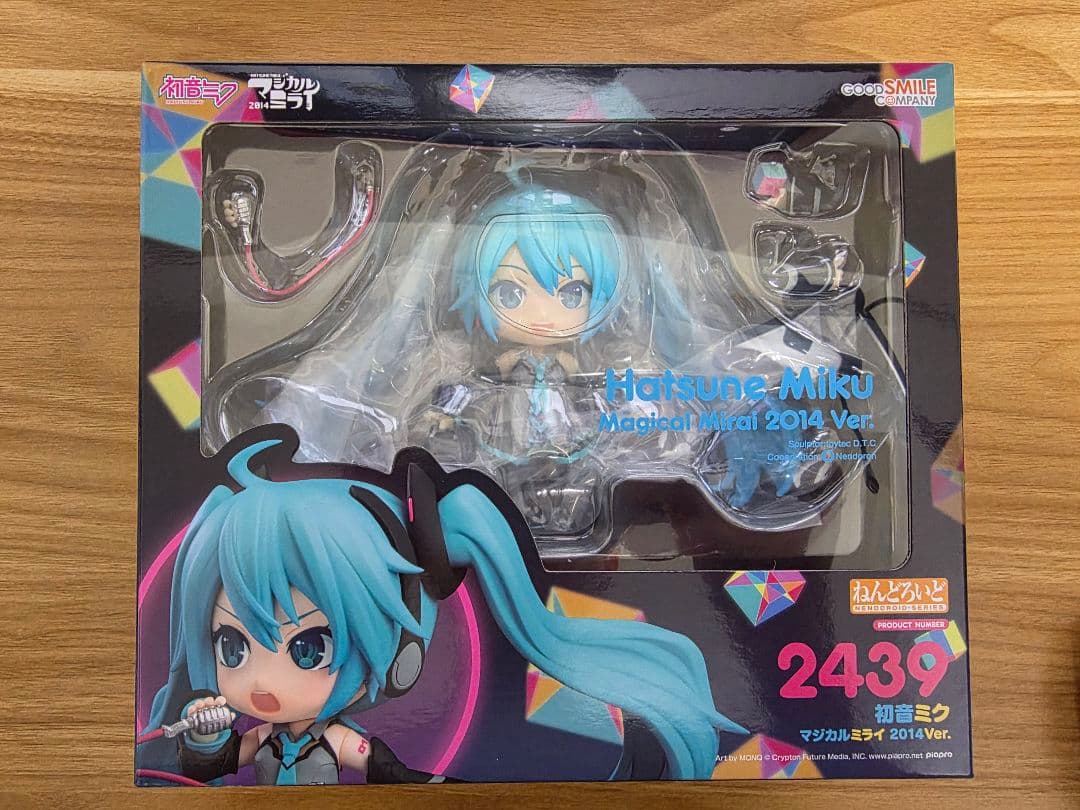 初音ミク
マジカル
2014 ミライ
GOOD SMILE
COMPANY
Hatsune Miku
Magical Mirai 2014 Ver.
Sculptor:toytec D.T.C
Cooperation: Nendoron
ねんどろいど
NENDOROID-SERIES
PRODUCT NUMBER
2439
初音ミク
マジカルミライ 2014Ver.
Art by MONQ © Crypton Future Media, INC. www.piapro.net piapro
01